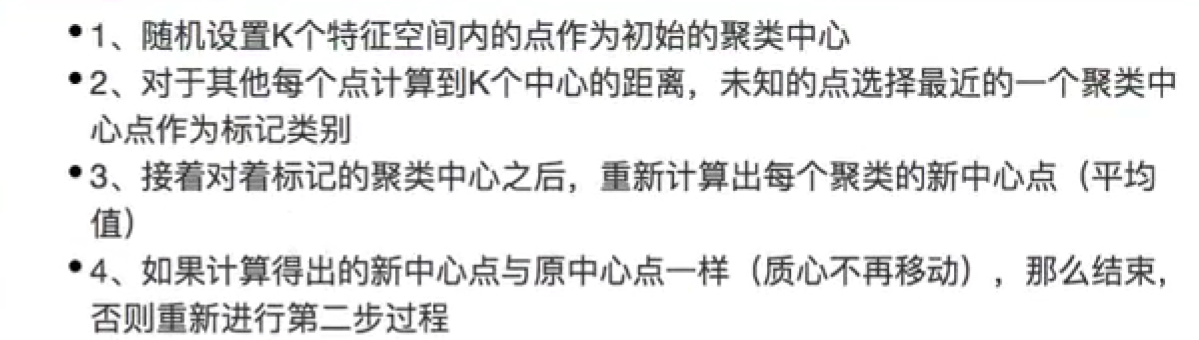 •1、随机设置K个特征空间内的点作为初始的聚类中心
•2、对于其他每个点计算到K个中心的距离，未知的点选择最近的一个聚类中
心点作为标记类别
•3、接着对着标记的聚类中心之后，重新计算出每个聚类的新中心点（平均
值）
•4、如果计算得出的新中心点与原中心点一样（质心不再移动），那么结束，
否则重新进行第二步过程